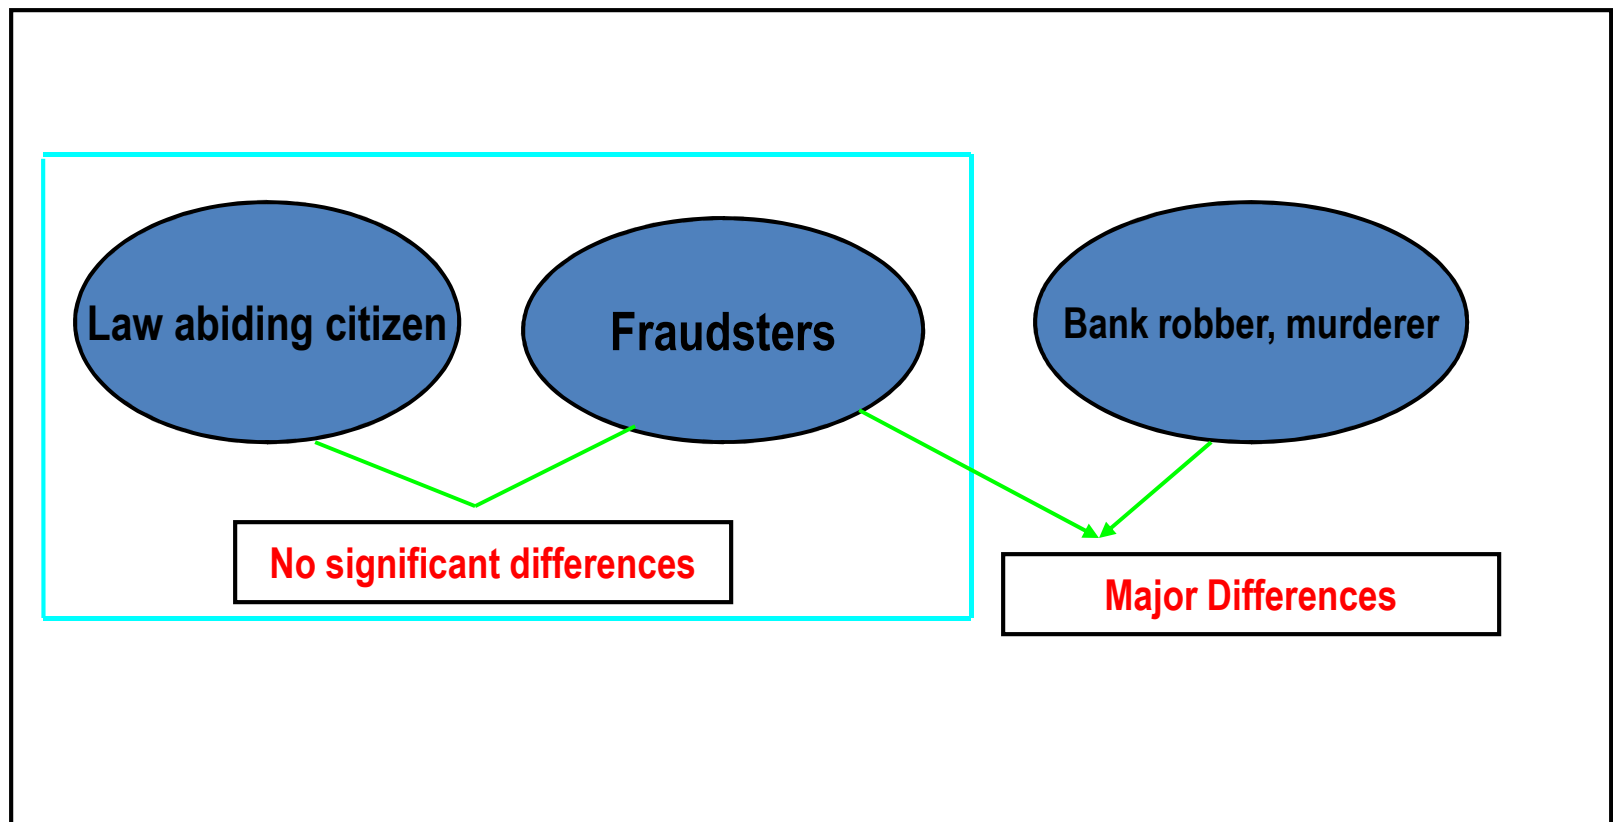 Law abiding citizen
Fraudsters
Bank robber, murderer
No significant differences
Major Differences